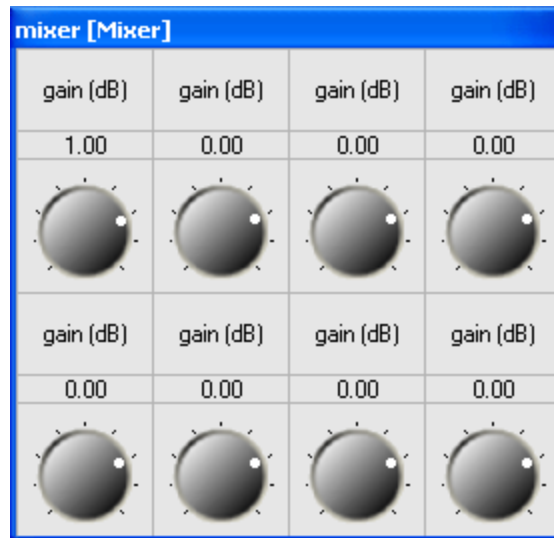 mixer [Mixer]
gain (dB) gain (dB) gain (dB) gain (dB)
1.00 0.00 0.00 0.00
gain (dB) gain (dB) gain (dB) gain (dB)
0.00 0.00 0.00 0.00